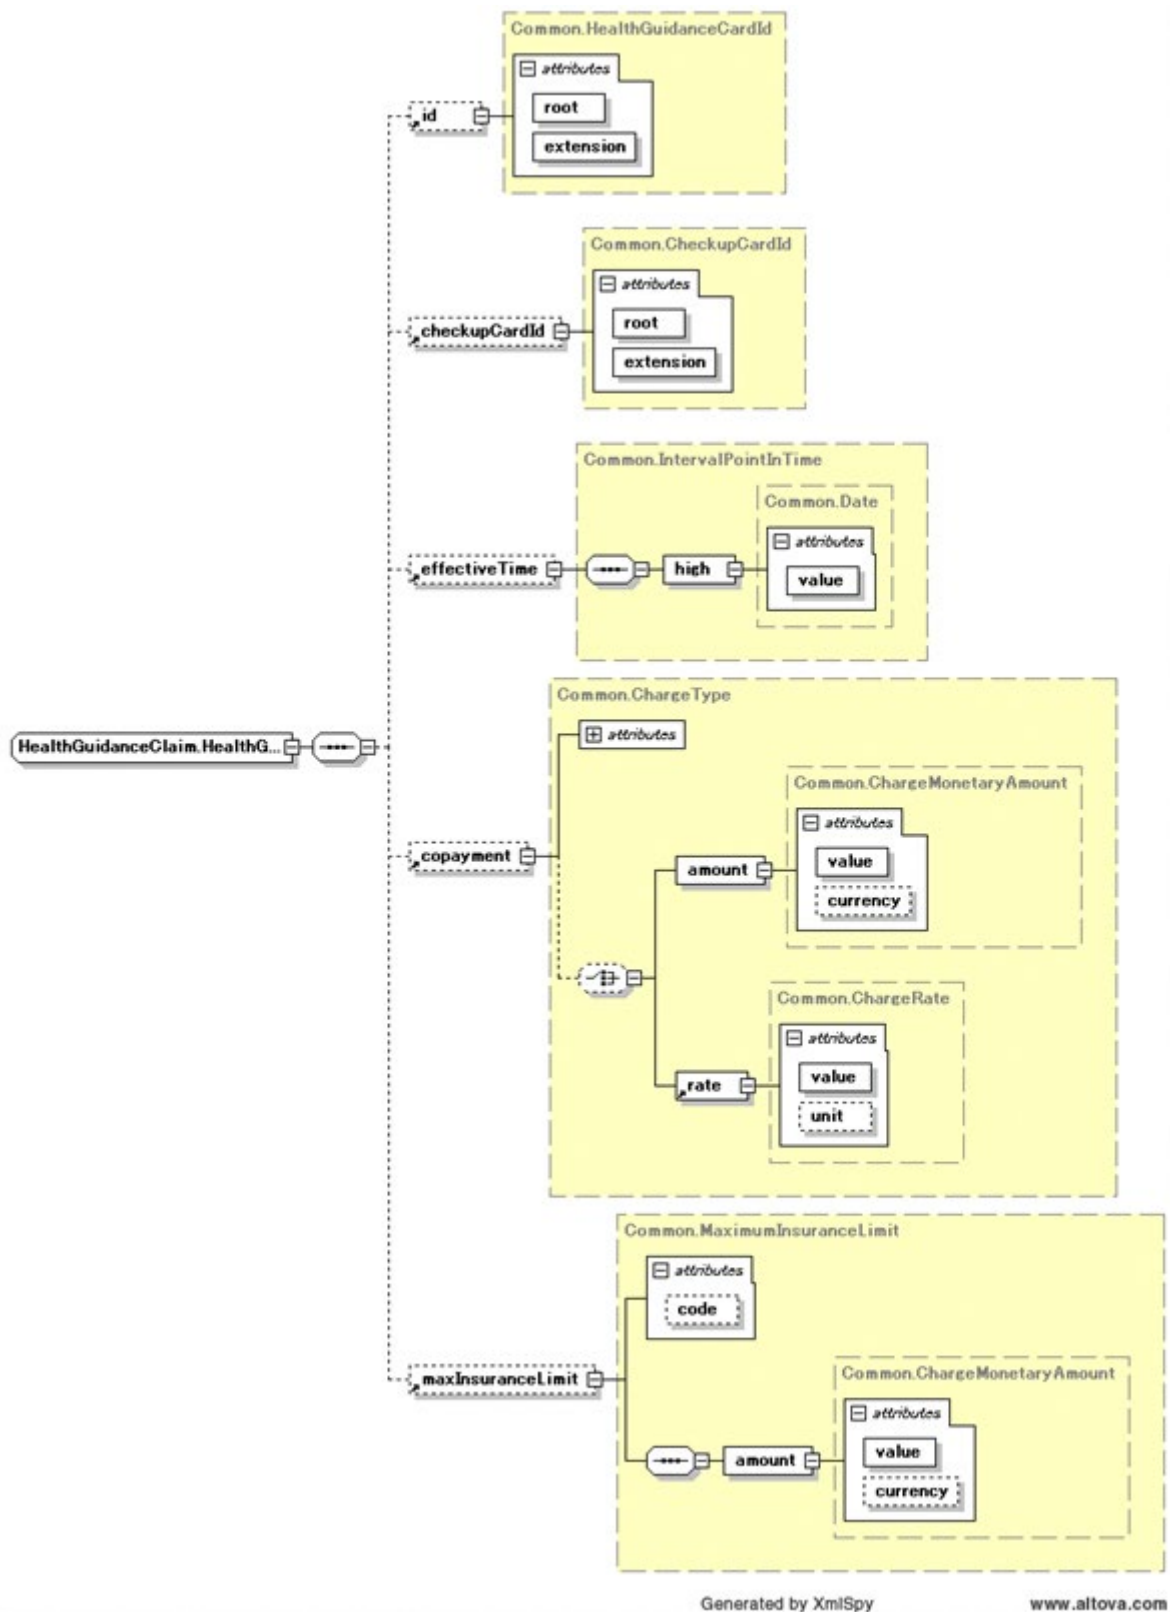 Common.HealthGuidanceCardId
attributes
root
id
extension
Common.CheckupCardId
attributes
root
checkupCardId
extension
Common.IntervalPointInTime
Common.Date
attributes
effectiveTime
high
value
Common.ChargeType
attributes
HealthGuidanceClaim.HealthG...
Common.ChargeMonetaryAmount
attributes
copayment
amount
value
currency
Common.ChargeRate
attributes
rate
value
unit
Common.MaximumInsuranceLimit
attributes
code
maxInsuranceLimit
Common.ChargeMonetaryAmount
attributes
amount
value
currency
Generated by XmlSpy
www.altova.com